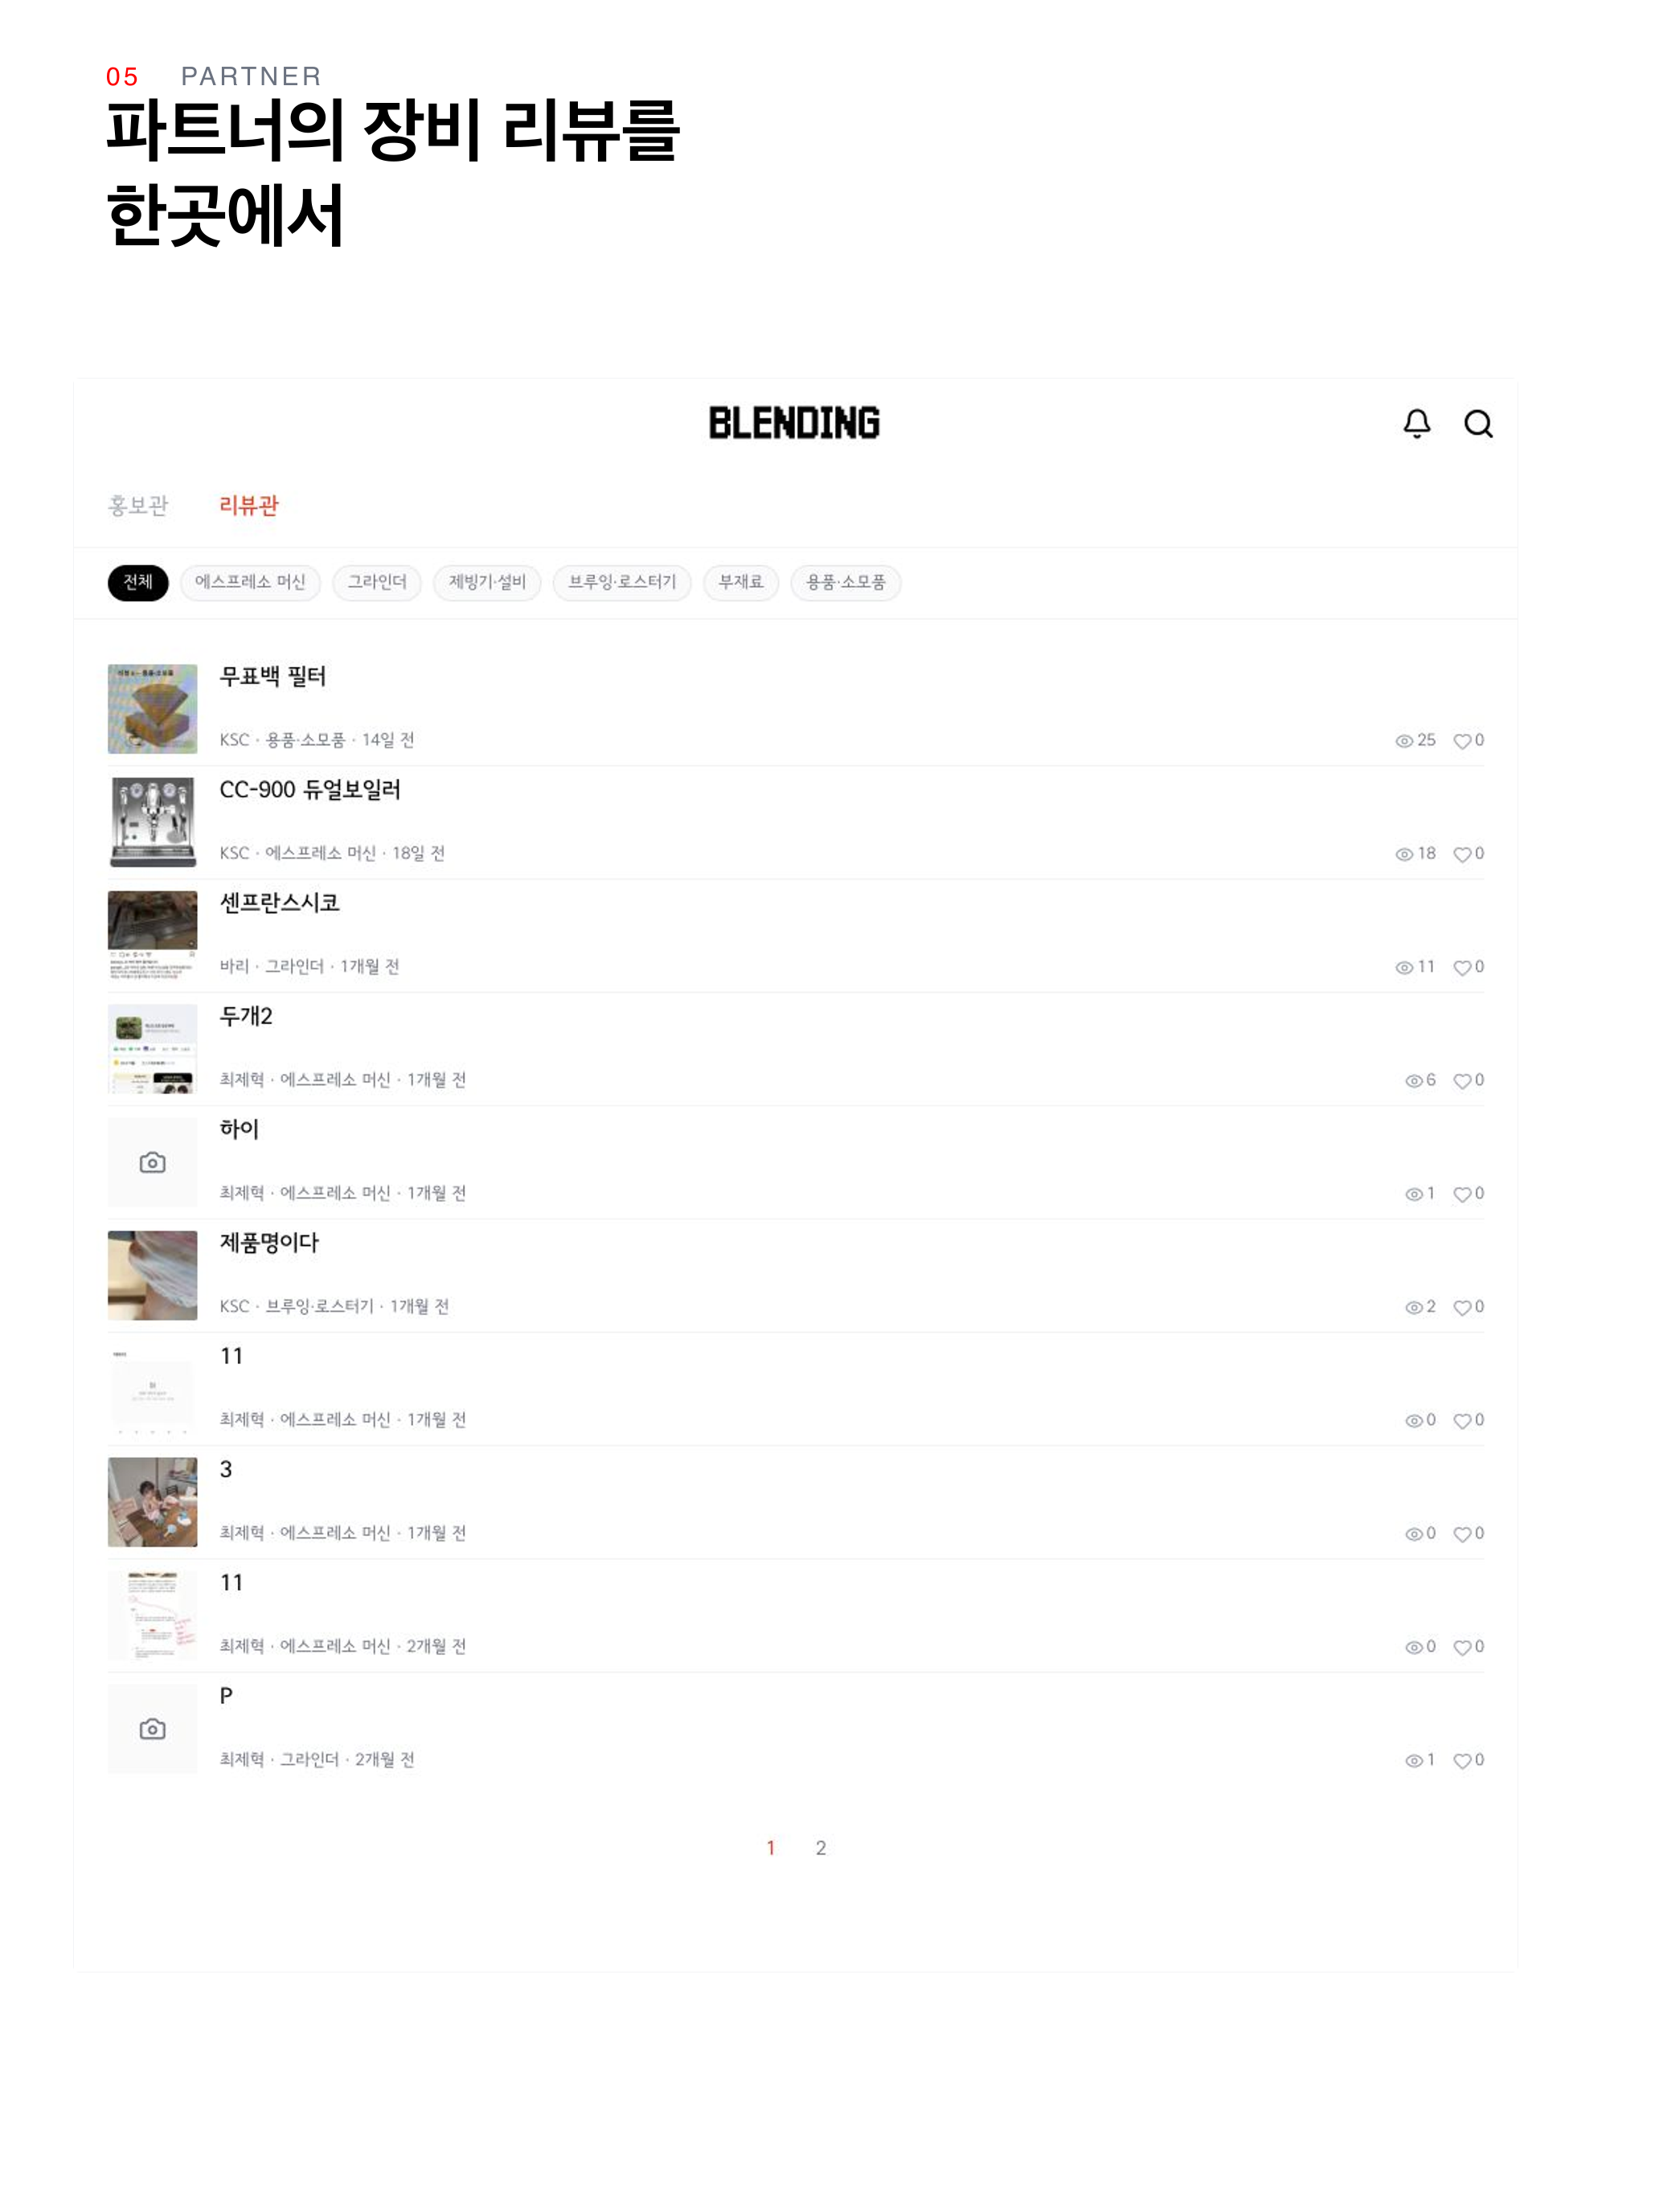 05 PARTNER
파트너의 장비 리뷰를
한곳에서
BLENDING
홍보관 리뷰관
전체 에스프레소 머신 그라인더 제빙기·설비 브루잉·로스터기 부재료 용품·소모품
무표백 필터
KSC · 용품·소모품 · 14일 전 25 0
CC-900 듀얼보일러
KSC · 에스프레소 머신 · 18일 전 18 0
센프란스시코
바리 · 그라인더 · 1개월 전 11 0
두개2
최제혁 · 에스프레소 머신 · 1개월 전 6 0
하이
최제혁 · 에스프레소 머신 · 1개월 전 1 0
제품명이다
KSC · 브루잉·로스터기 · 1개월 전 2 0
11
최제혁 · 에스프레소 머신 · 1개월 전 0 0
3
최제혁 · 에스프레소 머신 · 1개월 전 0 0
11
최제혁 · 에스프레소 머신 · 2개월 전 0 0
P
최제혁 · 그라인더 · 2개월 전 1 0
1 2